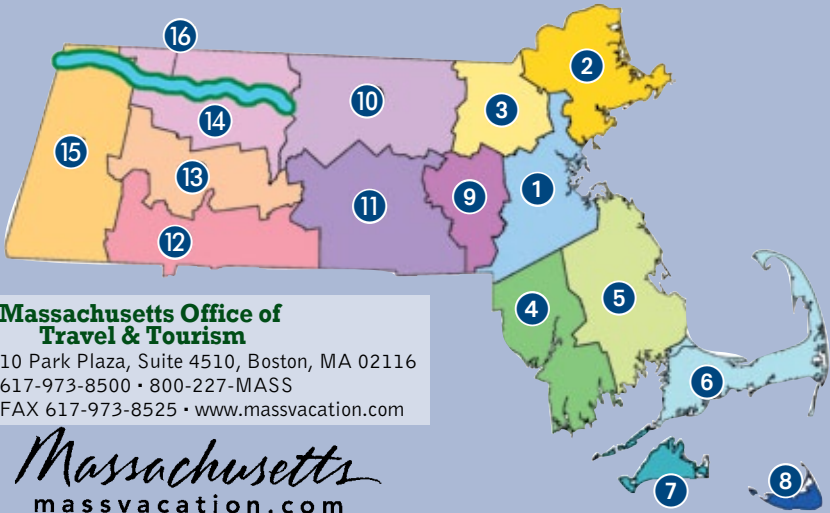 16
2
10
3
14
15
13
9
1
11
12
5
4
6
7
8
Massachusetts Office of
Travel & Tourism
10 Park Plaza, Suite 4510, Boston, MA 02116
617-973-8500 • 800-227-MASS
FAX 617-973-8525 • www.massvacation.com
Massachusetts
massvacation.com